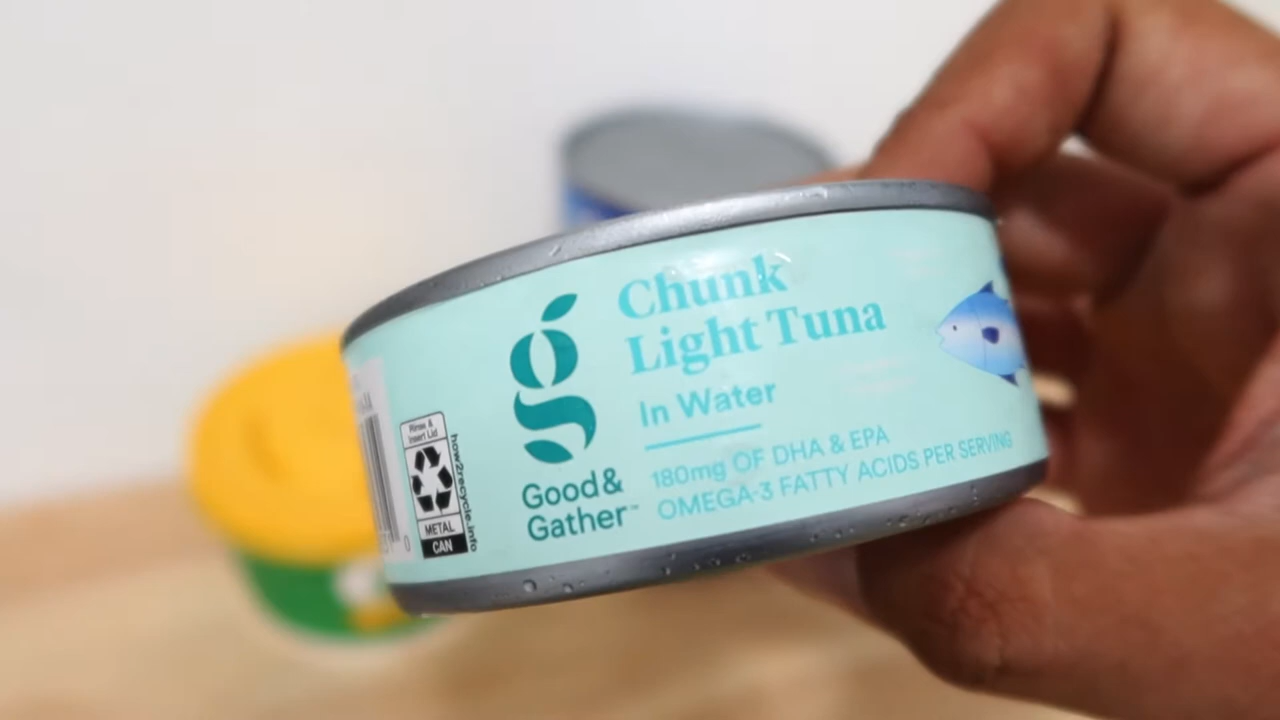 Chunk
Light Tuna
In Water
180mg OF DHA & EPA
OMEGA-3 FATTY ACIDS PER SERVING
g
Good &
Gather™
Rinse &
Insert Lid
METAL
CAN
how2recycle.info